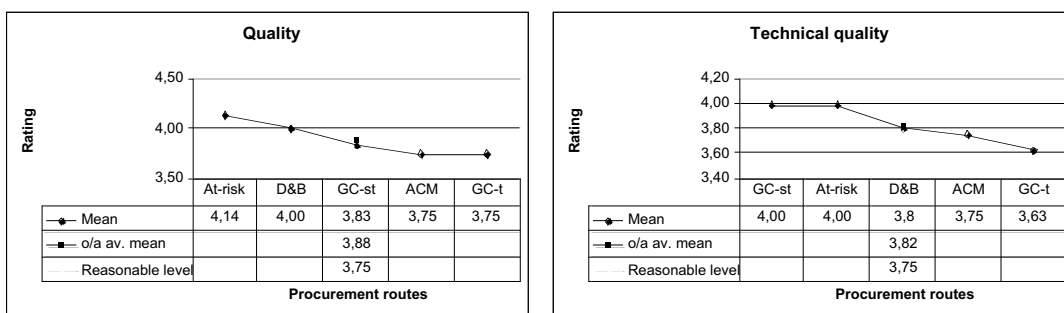 Quality
4,50
4,00
3,50
Rating
At-risk D&B GC-st ACM GC-t
Mean 4,14 4,00 3,83 3,75 3,75
o/a av. mean 3,88
Reasonable level 3,75
Procurement routes
Technical quality
4,20
4,00
3,80
3,60
3,40
Rating
GC-st At-risk D&B ACM GC-t
Mean 4,00 4,00 3,8 3,75 3,63
o/a av. mean 3,82
Reasonable level 3,75
Procurement routes